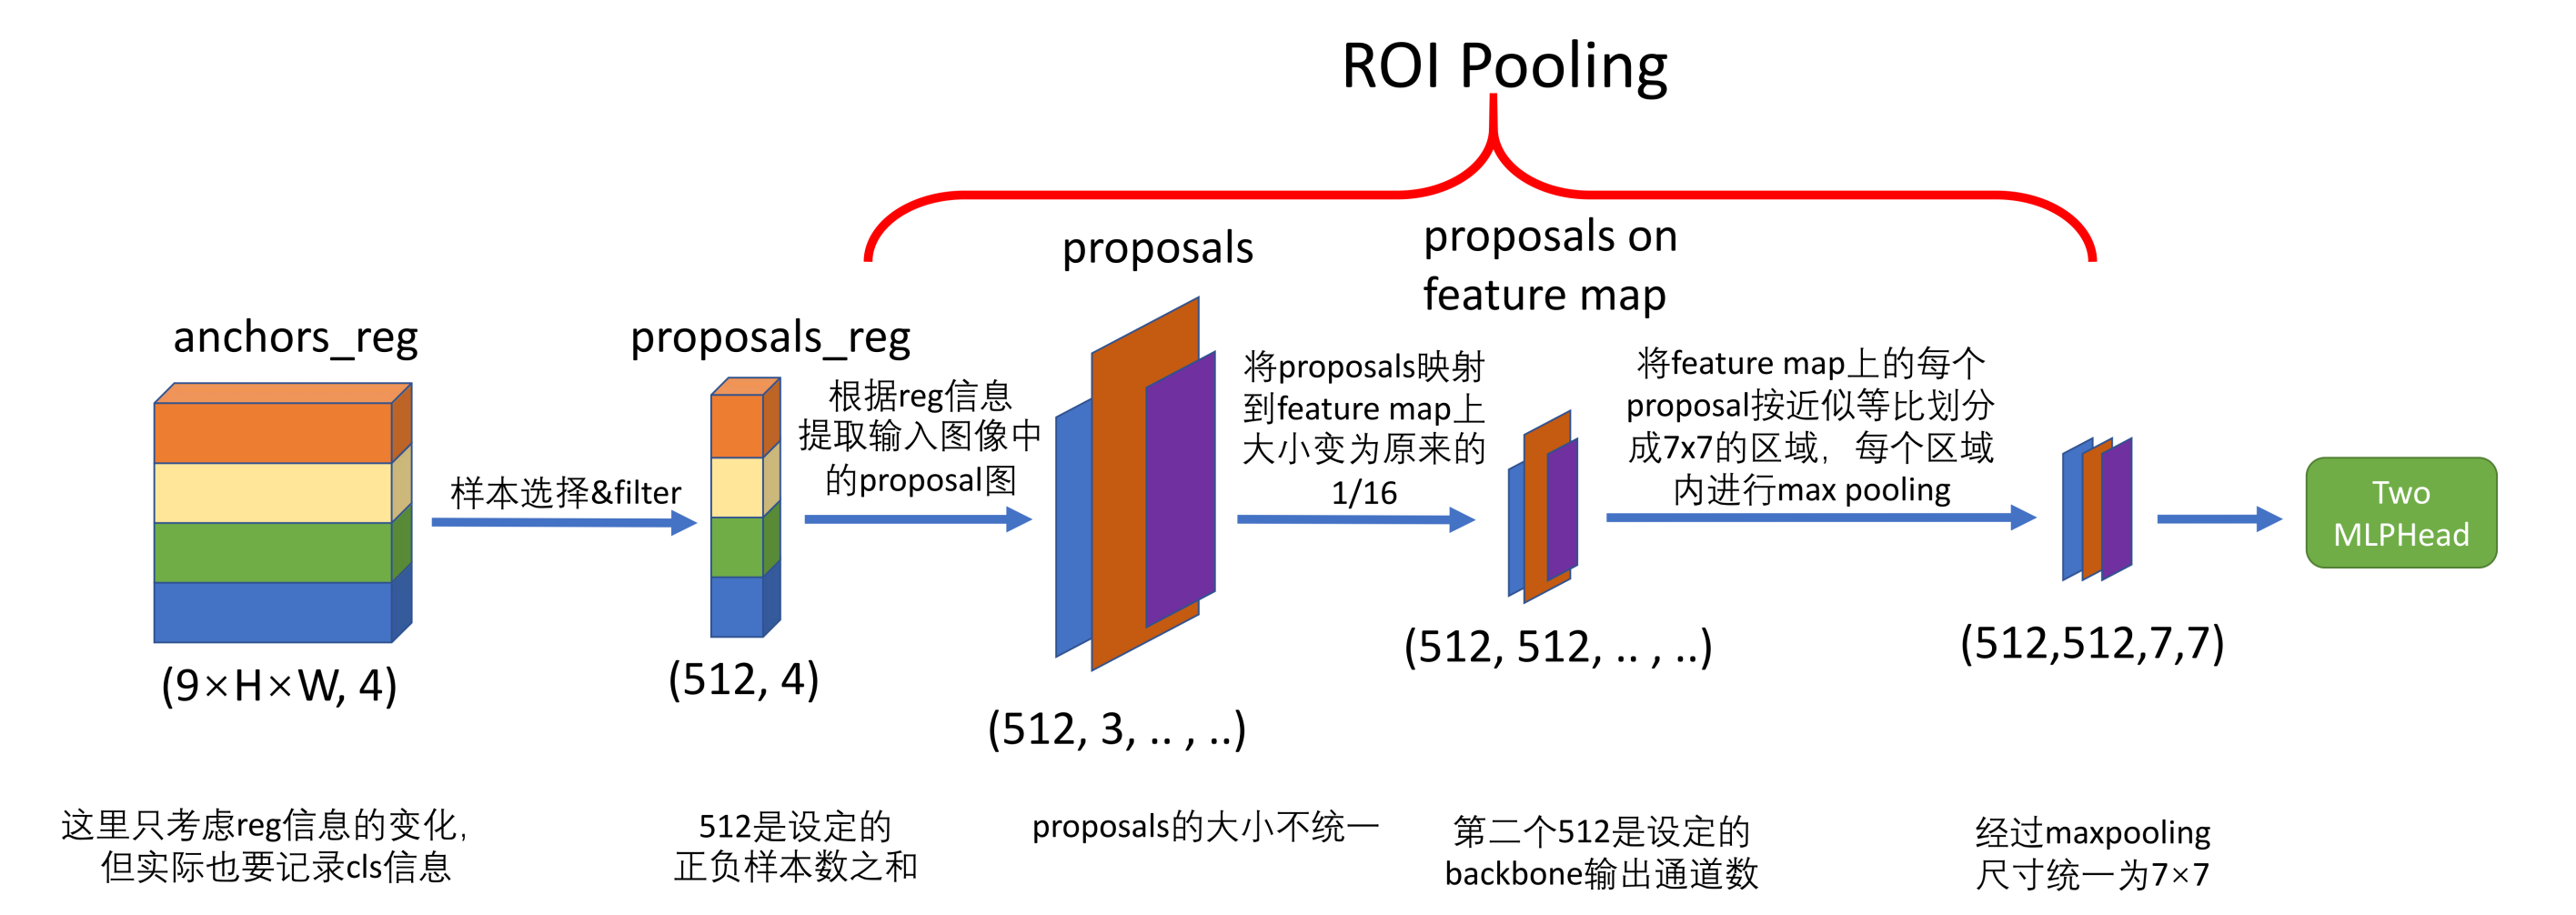 ROI Pooling
proposals
proposals on
feature map
anchors_reg
proposals_reg
样本选择&filter
根据reg信息
提取输入图像中
的proposal图
将proposals映射
到feature map上
大小变为原来的
1/16
将feature map上的每个
proposal按近似等比划分
成7x7的区域，每个区域
内进行max pooling
Two
MLPHead
(9×H×W, 4)
(512, 4)
(512, 3, .. , ..)
(512, 512, .. , ..)
(512,512,7,7)
这里只考虑reg信息的变化，
但实际也要记录cls信息
512是设定的
正负样本数之和
proposals的大小不统一
第二个512是设定的
backbone输出通道数
经过maxpooling
尺寸统一为7×7